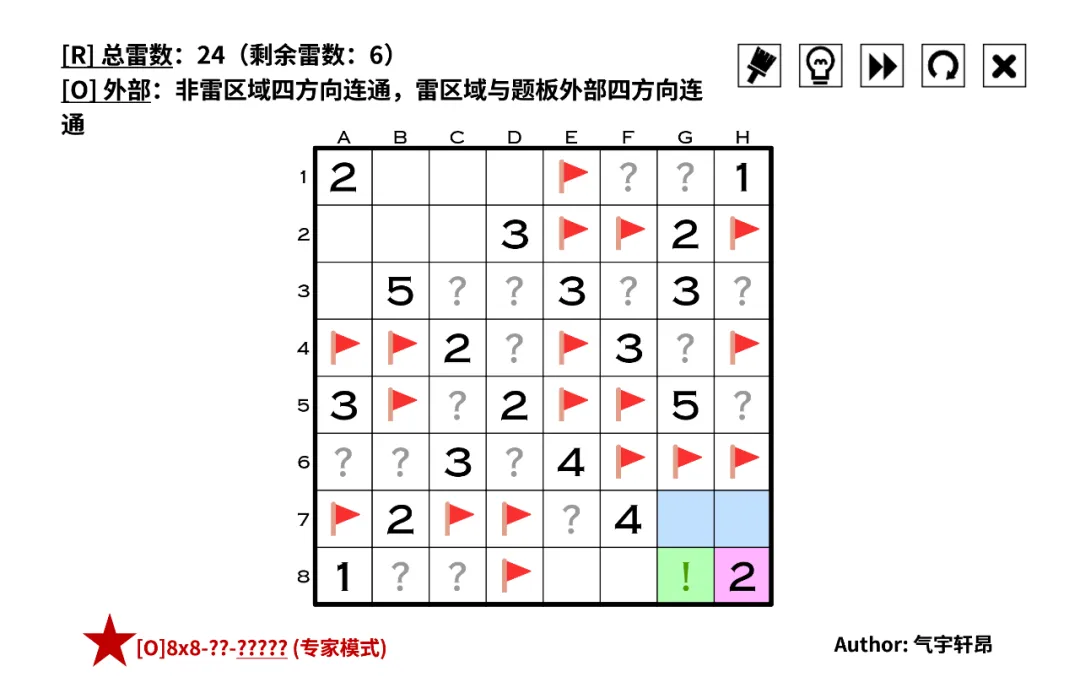 [R] 总雷数：24（剩余雷数：6）
[O] 外部：非雷区域四方向连通，雷区域与题板外部四方向连
通
A B C D E F G H
1 2 ? ? 1
2 3 2
3 5 ? ? 3 ? 3 ?
4 2 ? 3 ?
5 3 ? 2 5 ?
6 ? ? 3 ? 4
7 2 ? 4
8 1 ? ? ! 2
[O]8x8-??-????? (专家模式)
Author: 气宇轩昂